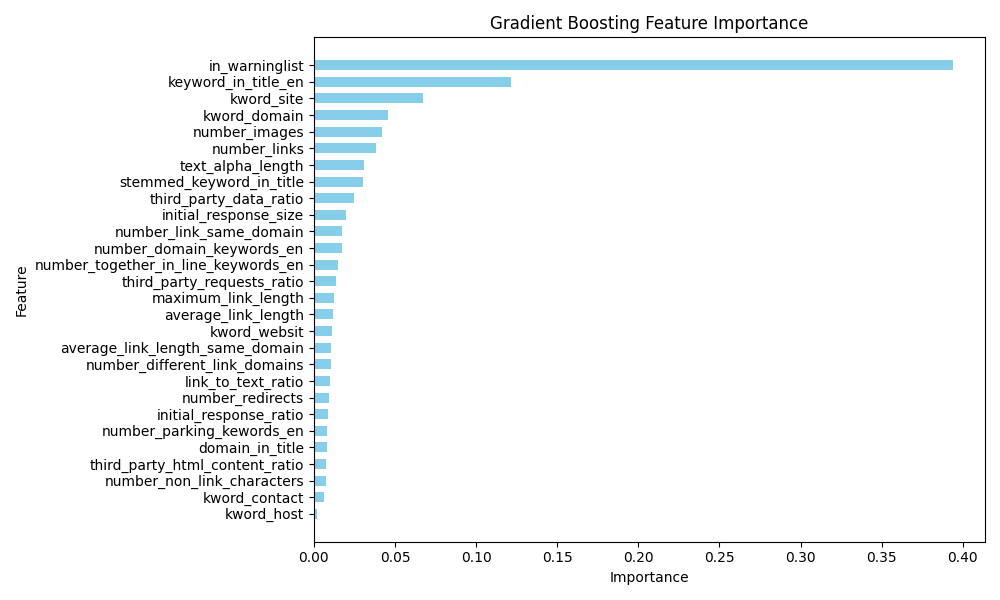 Gradient Boosting Feature Importance
in_warninglist
keyword_in_title_en
kword_site
kword_domain
number_images
number_links
text_alpha_length
stemmed_keyword_in_title
third_party_data_ratio
initial_response_size
number_link_same_domain
number_domain_keywords_en
number_together_in_line_keywords_en
third_party_requests_ratio
maximum_link_length
average_link_length
kword_websit
average_link_length_same_domain
number_different_link_domains
link_to_text_ratio
number_redirects
initial_response_ratio
number_parking_kewords_en
domain_in_title
third_party_html_content_ratio
number_non_link_characters
kword_contact
kword_host
Feature
0.00 0.05 0.10 0.15 0.20 0.25 0.30 0.35 0.40
Importance